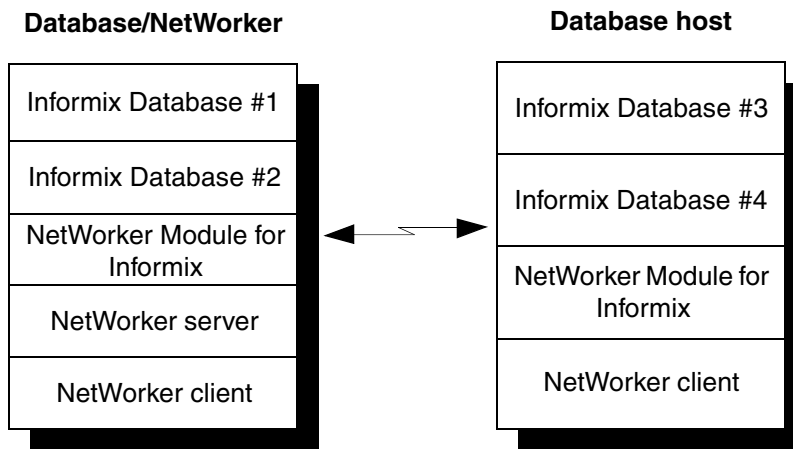 Database/NetWorker
Informix Database #1
Informix Database #2
NetWorker Module for
Informix
NetWorker server
NetWorker client
Database host
Informix Database #3
Informix Database #4
NetWorker Module for
Informix
NetWorker client